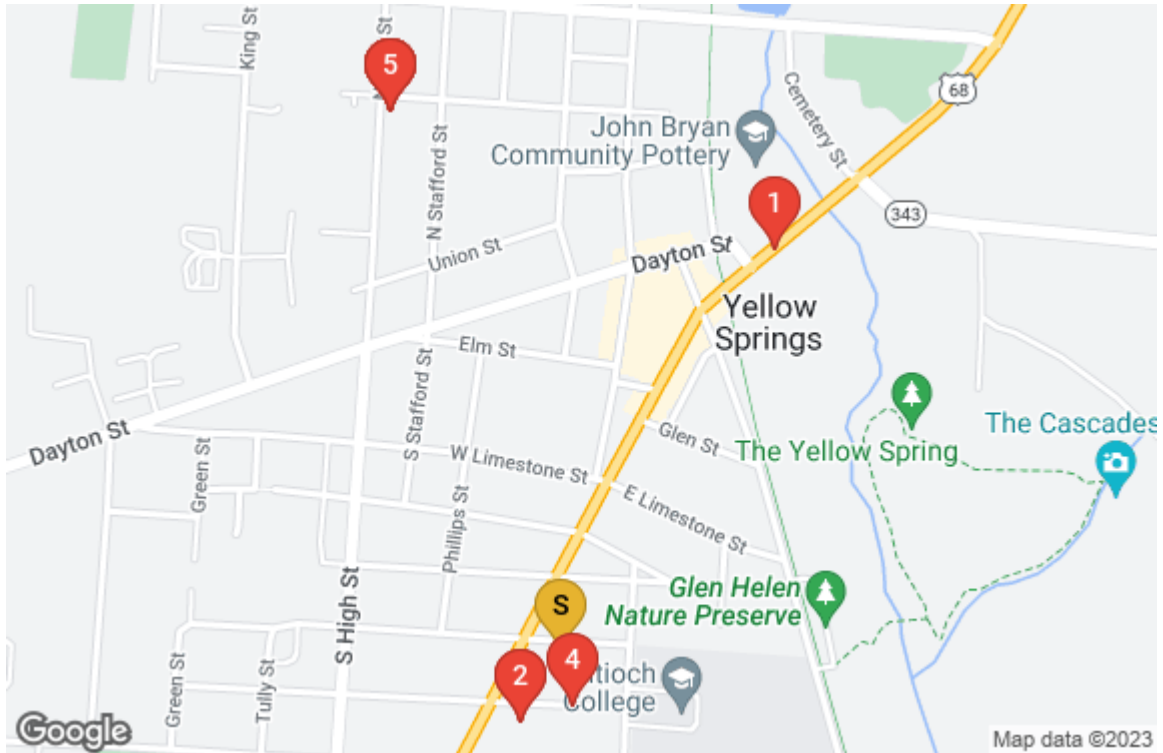 King St
St
5
68
Cemetery St
John Bryan
Community Pottery
N Stafford St
1
343
Union St
Dayton St
Yellow
Springs
Elm St
S Stafford St
Dayton St
Green St
W Limestone St
Glen St
The Yellow Spring
The Cascades
E Limestone St
Phillips St
S High St
Glen Helen
Nature Preserve
S
4
2
tioch
College
Green St
Tully St
Google
Map data ©2023